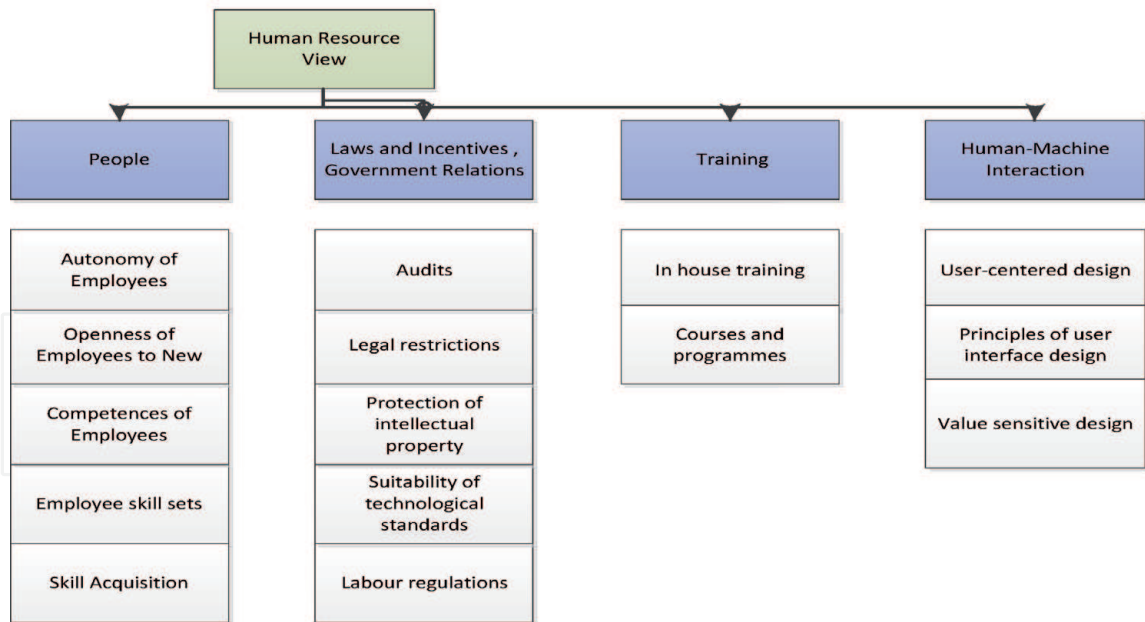 Human Resource
View
People
Laws and Incentives ,
Government Relations
Training
Human-Machine
Interaction
Autonomy of
Employees
Openness of
Employees to New
Competences of
Employees
Employee skill sets
Skill Acquisition
Audits
Legal restrictions
Protection of
intellectual
property
Suitability of
technological
standards
Labour regulations
In house training
Courses and
programmes
User-centered design
Principles of user
interface design
Value sensitive design